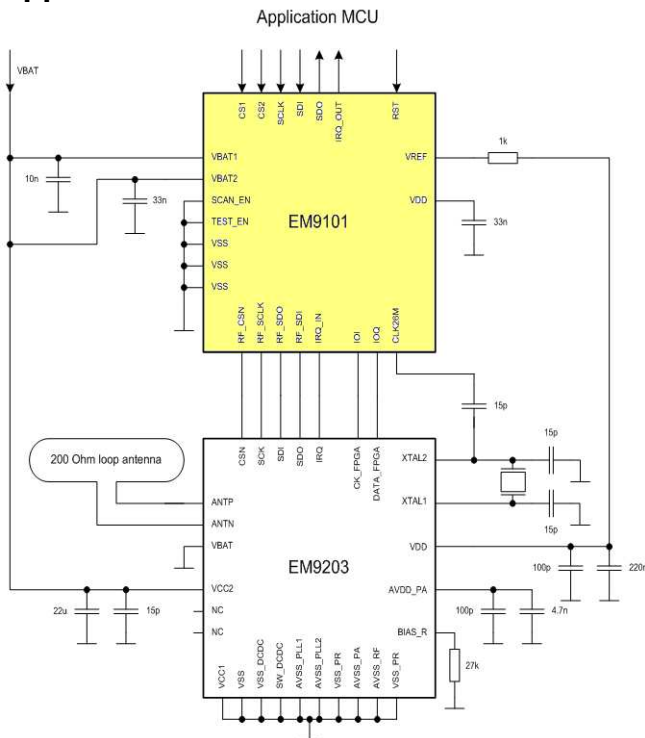 Application MCU
VBAT
CS1
CS2
SCLK
SDI
SDO
IRQ_OUT
RST
VBAT1
VREF
1k
10n
VBAT2
33n
SCAN_EN
VDD
33n
TEST_EN
EM9101
VSS
VSS
VSS
RF_CSN
RF_SCLK
RF_SDO
RF_SDI
IRQ_IN
IOI
IOQ
CLK26M
15p
200 Ohm loop antenna
CSN
SCK
SDI
SDO
IRQ
CK_FPGA
DATA_FPGA
XTAL2
15p
ANTP
XTAL1
15p
ANTN
VBAT
VDD
EM9203
100p
220n
VCC2
AVDD_PA
22u
15p
NC
100p
4.7n
NC
BIAS_R
27k
VCC1
VSS
VSS_DCDC
SW_DCDC
AVSS_PLL1
AVSS_PLL2
VSS_PR
AVSS_PA
AVSS_RF
VSS_PR